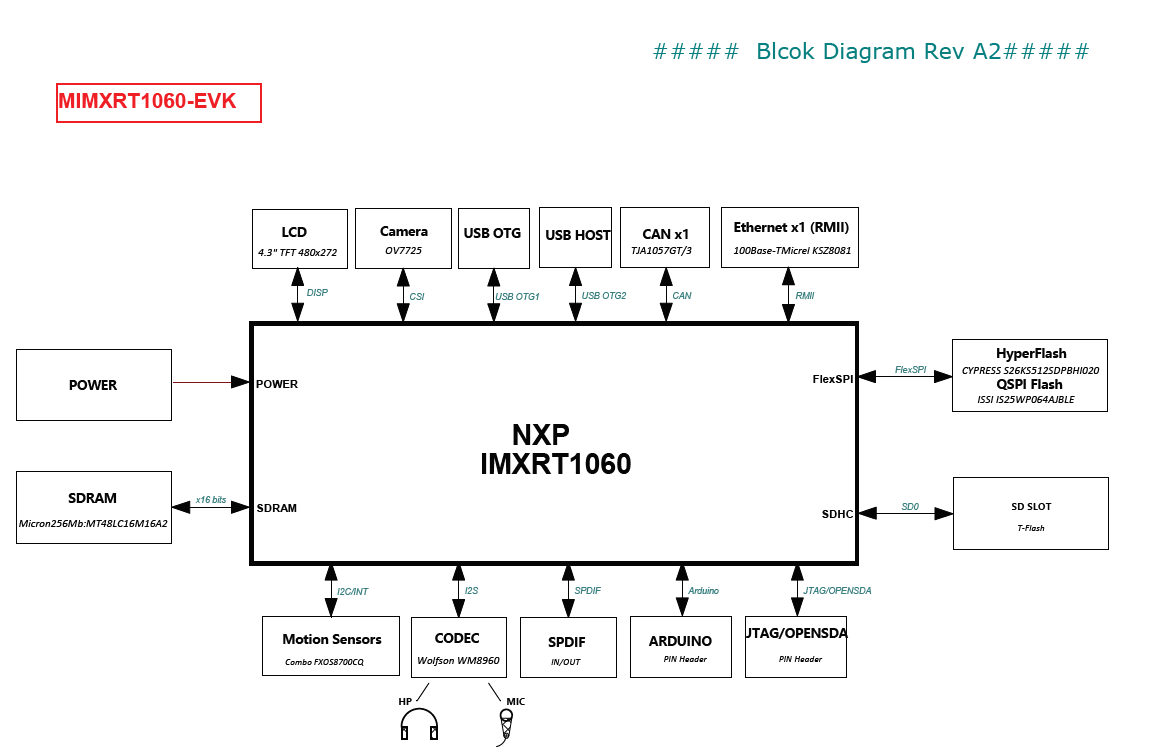 ##### Blcok Diagram Rev A2#####
MIMXRT1060-EVK
LCD
4.3" TFT 480x272
Camera
OV7725
USB OTG
USB HOST
CAN x1
TJA1057GT/3
Ethernet x1 (RMII)
100Base-TMicrel KSZ8081
DISP
CSI
USB OTG1
USB OTG2
CAN
RMII
POWER
POWER
FlexSPI
FlexSPI
HyperFlash
CYPRESS S26KS512SDPBHI020
QSPI Flash
ISSI IS25WP064AJBLE
NXP
IMXRT1060
SDRAM
Micron256Mb:MT48LC16M16A2
x16 bits
SDRAM
SDHC
SD0
SD SLOT
T-Flash
I2C/INT
I2S
SPDIF
Arduino
JTAG/OPENSDA
Motion Sensors
Combo FXOS8700CQ
CODEC
Wolfson WM8960
SPDIF
IN/OUT
ARDUINO
PIN Header
JTAG/OPENSDA
PIN Header
HP
MIC